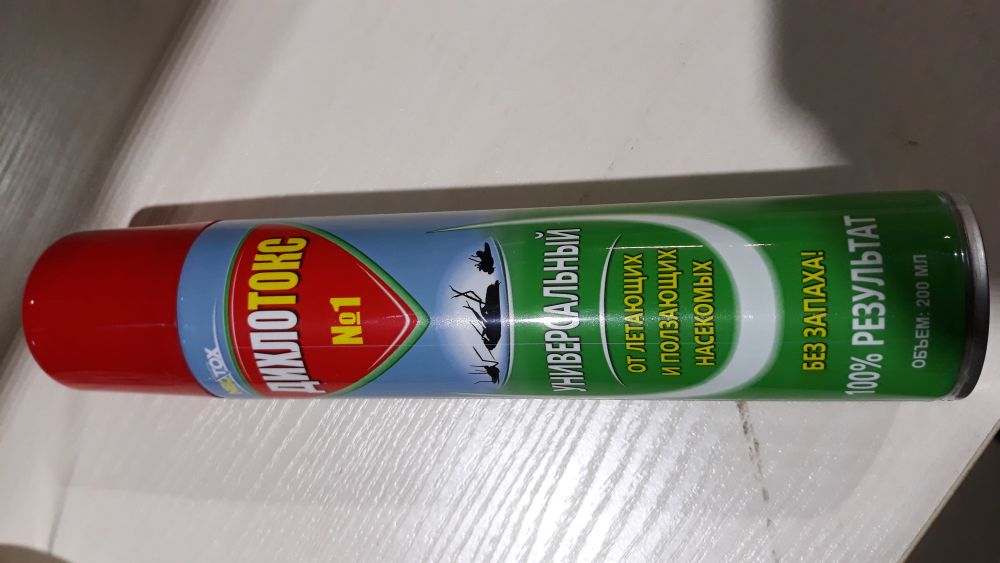 ДИХЛОТОКС
№1
УНИВЕРСАЛЬНЫЙ
ОТ ЛЕТАЮЩИХ
И ПОЛЗАЮЩИХ
НАСЕКОМЫХ
БЕЗ ЗАПАХА!
100% РЕЗУЛЬТАТ
ОБЪЕМ: 200 МЛ